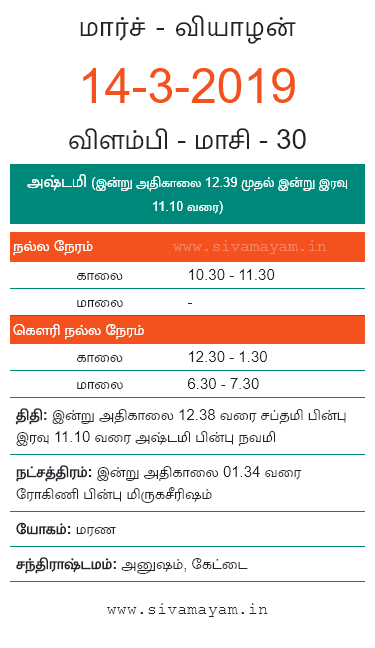 மார்ச் - வியாழன்
14-3-2019
விளம்பி - மாசி - 30
அஷ்டமி (இன்று அதிகாலை 12.39 முதல் இன்று இரவு
11.10 வரை)
நல்ல நேரம் www.sivamayam.in
காலை 10.30 - 11.30
மாலை -
கௌரி நல்ல நேரம்
காலை 12.30 - 1.30
மாலை 6.30 - 7.30
திதி: இன்று அதிகாலை 12.38 வரை சப்தமி பின்பு
இரவு 11.10 வரை அஷ்டமி பின்பு நவமி
நட்சத்திரம்: இன்று அதிகாலை 01.34 வரை
ரோகிணி பின்பு மிருகசீரிஷம்
யோகம்: மரண
சந்திராஷ்டமம்: அனுஷம், கேட்டை
www.sivamayam.in